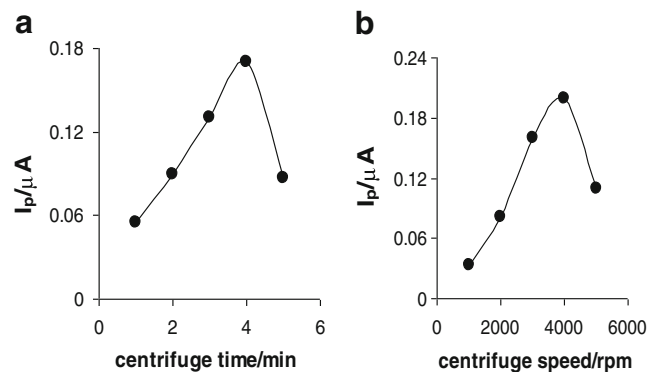 a
0.18
0.12
0.06
0
Ip/μ A
0 2 4 6
centrifuge time/min
b
0.24
0.18
0.12
0.06
0
Ip/μ A
0 2000 4000 6000
centrifuge speed/rpm